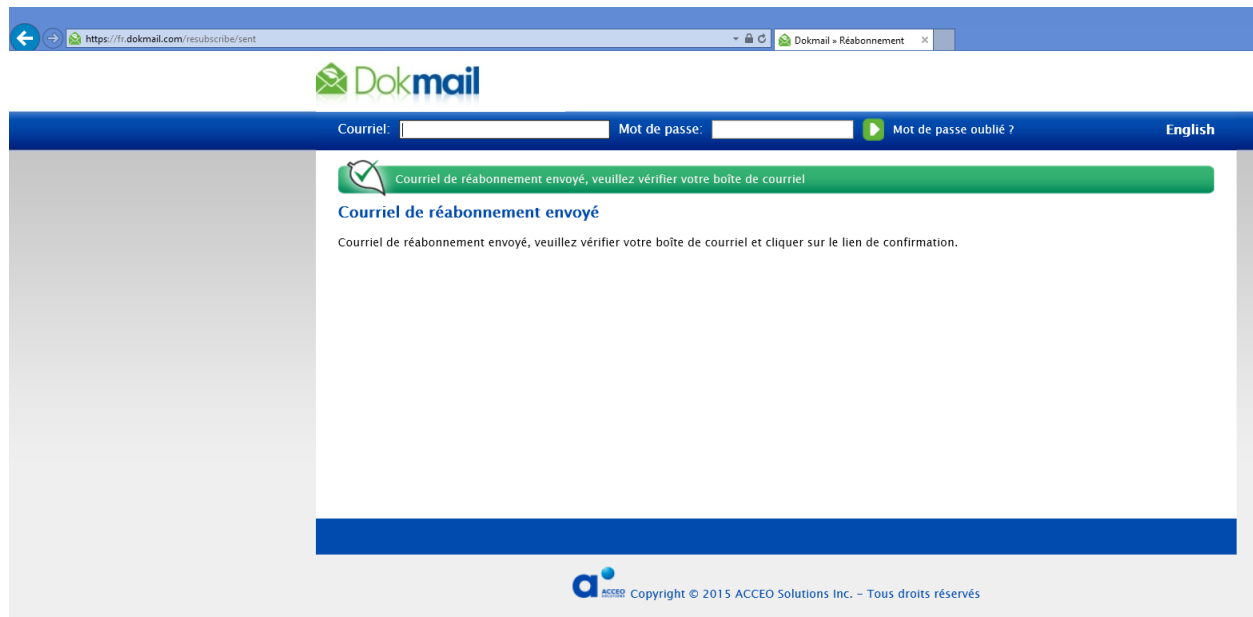 https://fr.dokmail.com/resubscribe/sent
Dokmail » Réabonnement
Dokmail
Courriel: Mot de passe: Mot de passe oublié ? English
Courriel de réabonnement envoyé, veuillez vérifier votre boîte de courriel
Courriel de réabonnement envoyé
Courriel de réabonnement envoyé, veuillez vérifier votre boîte de courriel et cliquer sur le lien de confirmation.
a ACCEO SOLUTIONS Copyright © 2015 ACCEO Solutions Inc. – Tous droits réservés